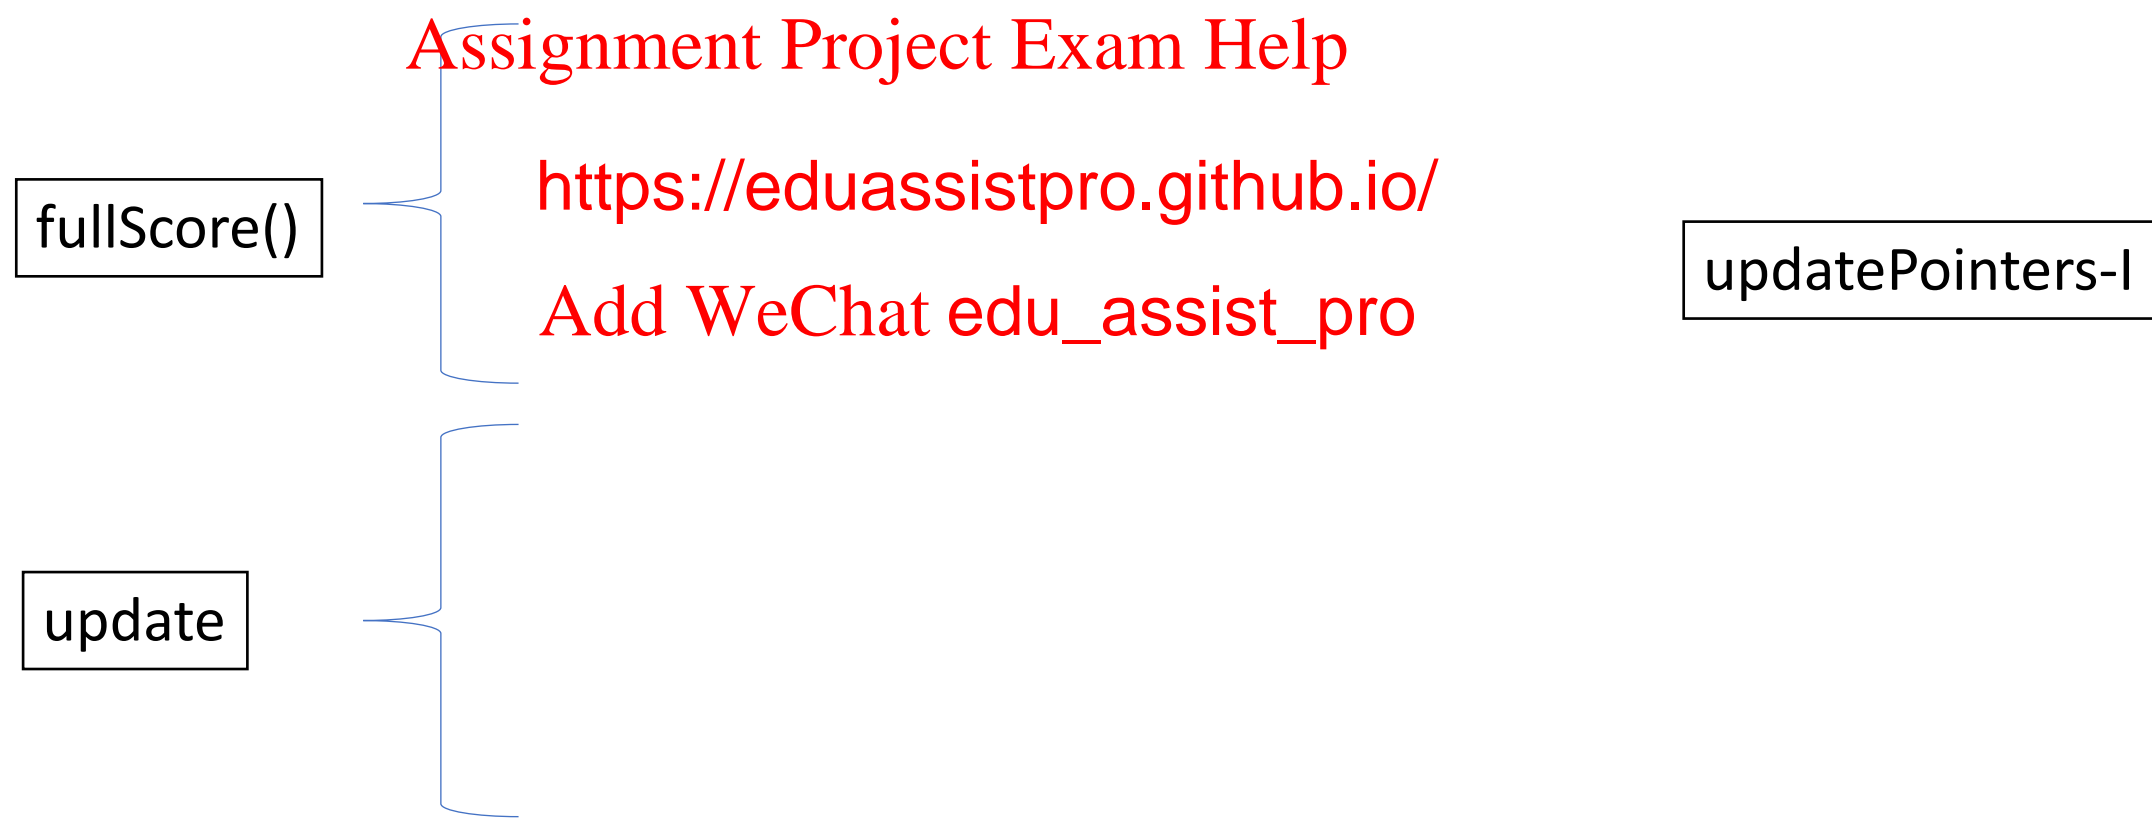 Assignment Project Exam Help
https://eduassistpro.github.io/
fullScore()
updatePointers-I
Add WeChat edu_assist_pro
update